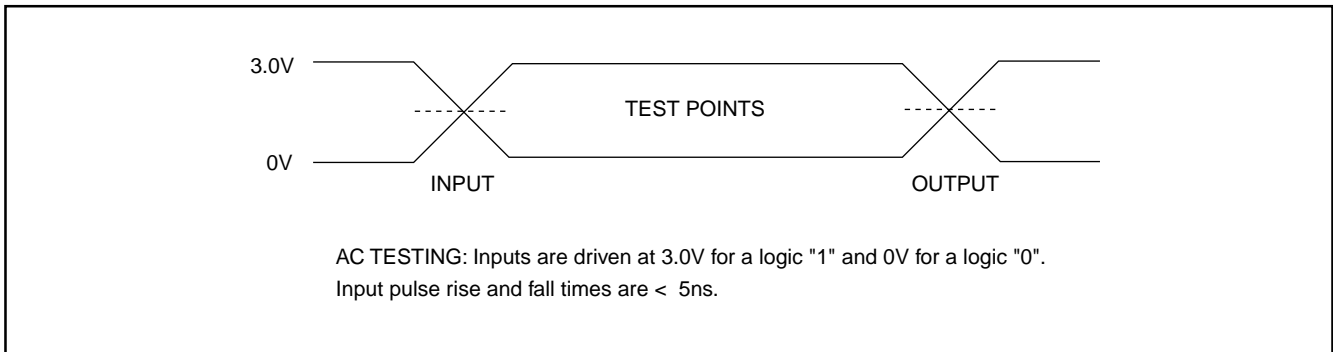 3.0V
TEST POINTS
0V
INPUT
OUTPUT
AC TESTING: Inputs are driven at 3.0V for a logic "1" and 0V for a logic "0".
Input pulse rise and fall times are < 5ns.